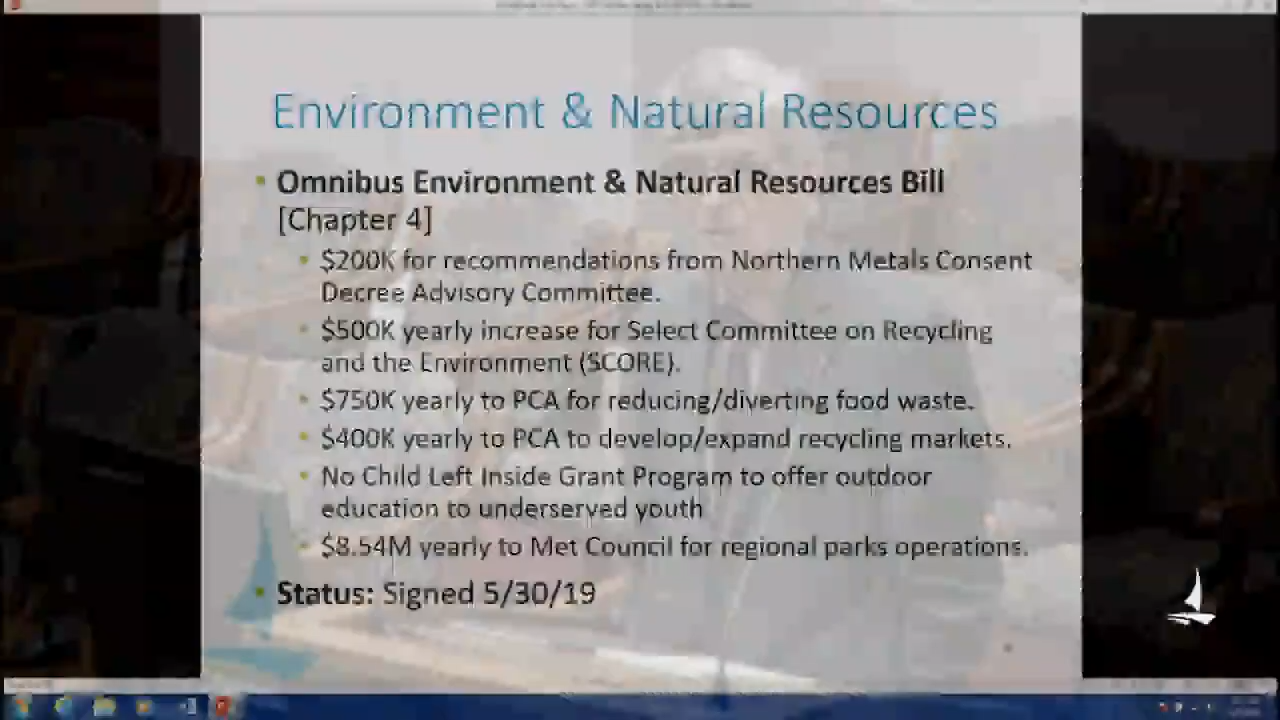 Environment & Natural Resources
• Omnibus Environment & Natural Resources Bill
[Chapter 4]
• $200K for recommendations from Northern Metals Consent
Decree Advisory Committee.
• $500K yearly increase for Select Committee on Recycling
and the Environment (SCORE).
• $750K yearly to PCA for reducing/diverting food waste.
• $400K yearly to PCA to develop/expand recycling markets.
• No Child Left Inside Grant Program to offer outdoor
education to underserved youth
• $8.54M yearly to Met Council for regional parks operations.
• Status: Signed 5/30/19